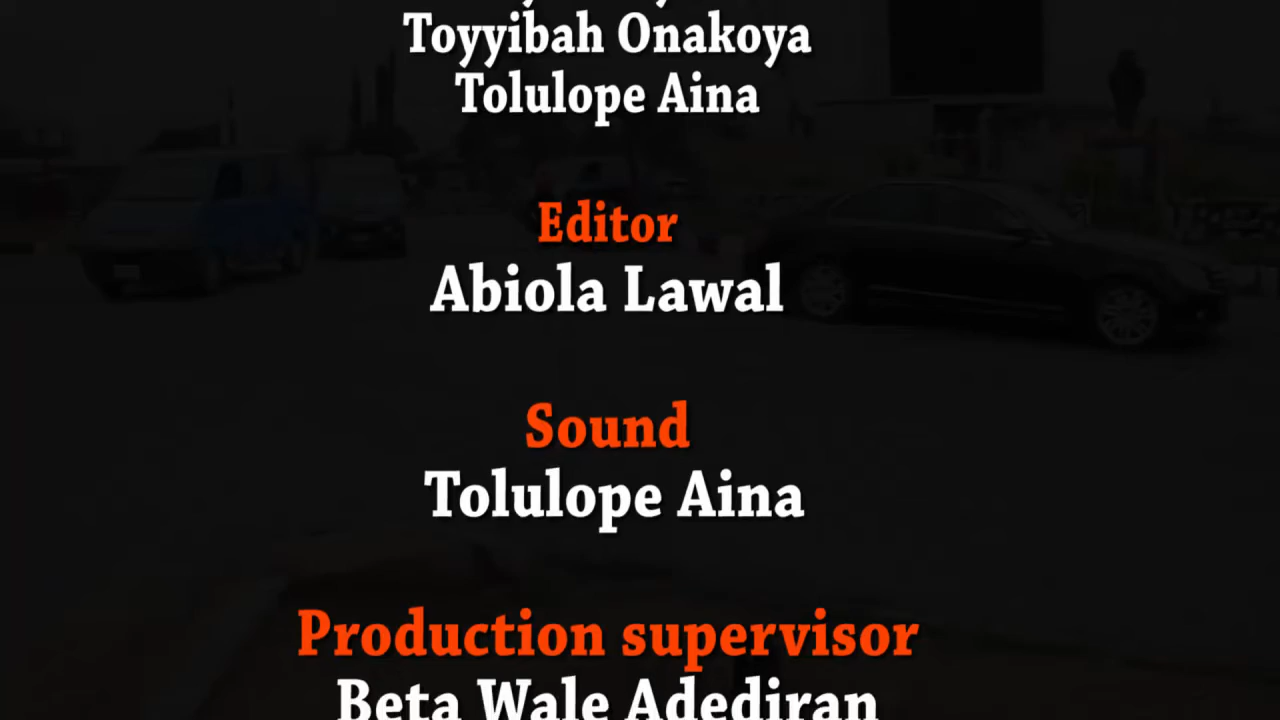 Toyyibah Onakoya
Tolulope Aina
Editor
Abiola Lawal
Sound
Tolulope Aina
Production supervisor
Beta Wale Adediran